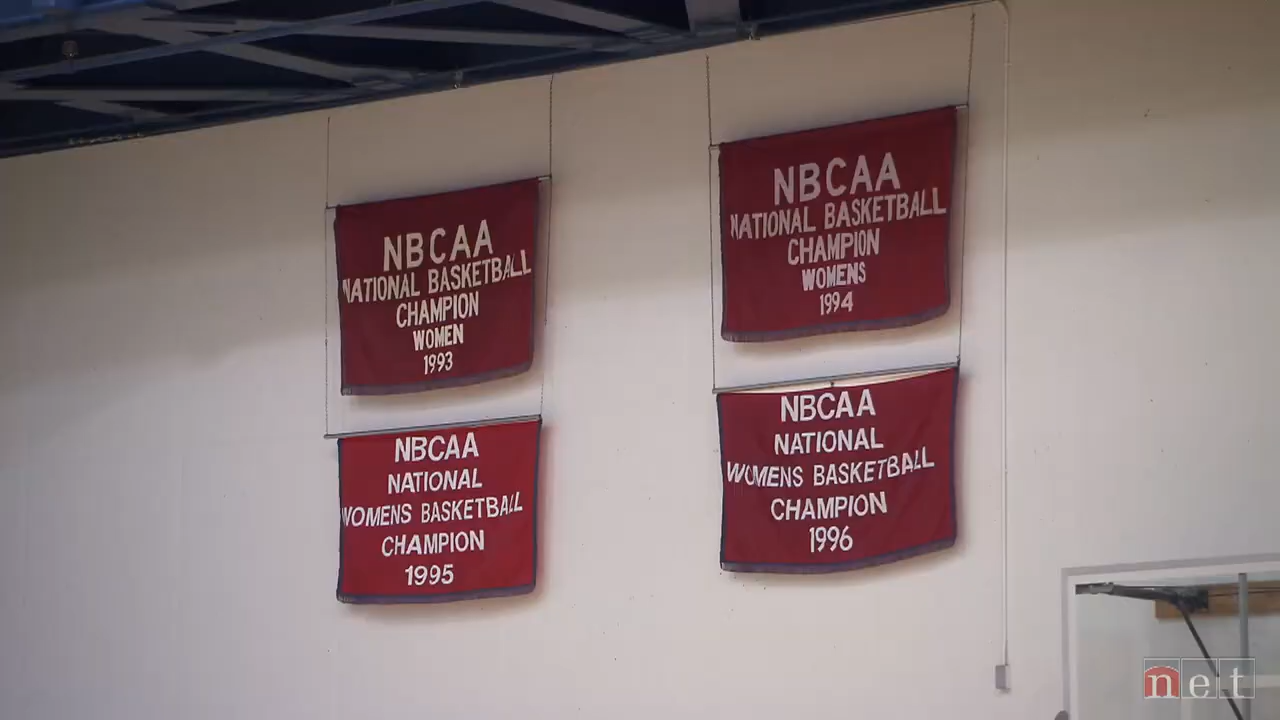 NBCAA
NATIONAL BASKETBALL
CHAMPION
WOMEN
1993
NBCAA
NATIONAL BASKETBALL
CHAMPION
WOMENS
1994
NBCAA
NATIONAL
WOMENS BASKETBALL
CHAMPION
1995
NBCAA
NATIONAL
WOMENS BASKETBALL
CHAMPION
1996
net